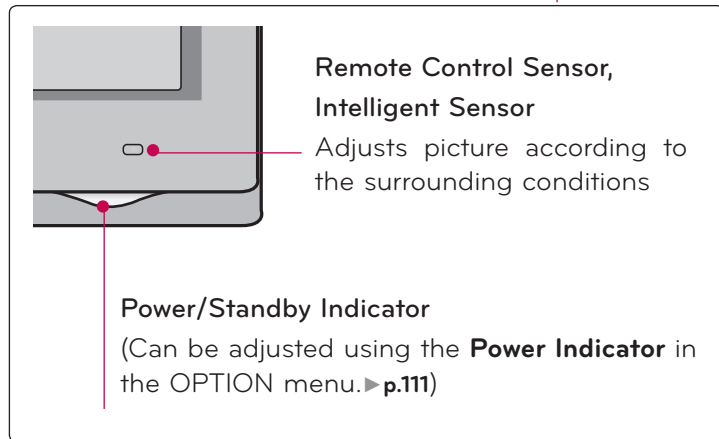 Remote Control Sensor,
Intelligent Sensor
Adjusts picture according to
the surrounding conditions
Power/Standby Indicator
(Can be adjusted using the Power Indicator in
the OPTION menu.►p.111)